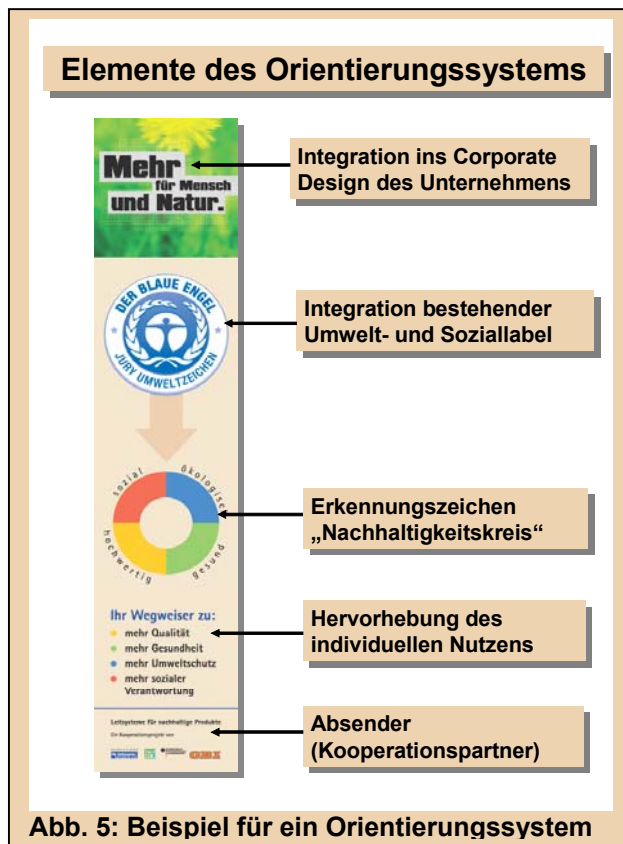 Elemente des Orientierungssystems
Mehr
für Mensch
und Natur.
Integration ins Corporate
Design des Unternehmens
DER BLAUE ENGEL
JURY UMWELTZEICHEN
Integration bestehender
Umwelt- und Soziallabel
sozial
ökologisch
hochwertig
gesund
Erkennungszeichen
„Nachhaltigkeitskreis“
Ihr Wegweiser zu:
mehr Qualität
mehr Gesundheit
mehr Umweltschutz
mehr sozialer
Verantwortung
Hervorhebung des
individuellen Nutzens
Leitsysteme für nachhaltige Produkte
Ein Kooperationsprojekt von
OBI
Absender
(Kooperationspartner)
Abb. 5: Beispiel für ein Orientierungssystem